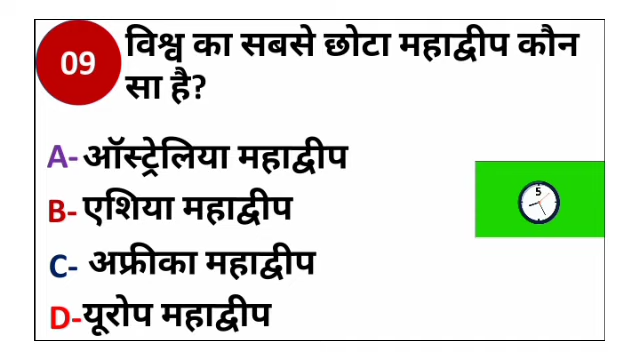 09
विश्व का सबसे छोटा महाद्वीप कौन
सा है?
A- ऑस्ट्रेलिया महाद्वीप
B- एशिया महाद्वीप
5
C- अफ्रीका महाद्वीप
D-यूरोप महाद्वीप